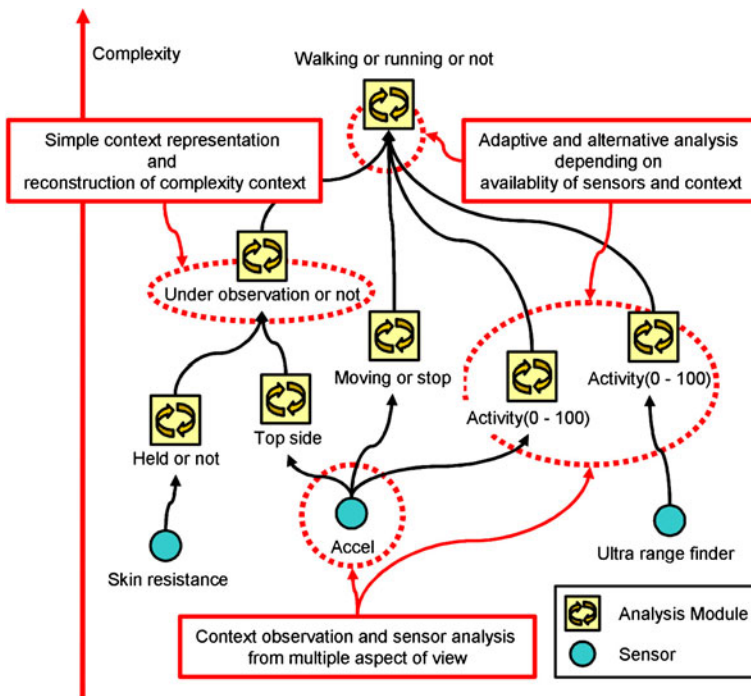 Complexity
Walking or running or not
Simple context representation
and
reconstruction of complexity context
Adaptive and alternative analysis
depending on
availablity of sensors and context
Under observation or not
Moving or stop
Activity(0 - 100)
Activity(0 - 100)
Held or not
Top side
Accel
Skin resistance
Ultra range finder
Context observation and sensor analysis
from multiple aspect of view
Analysis Module
Sensor